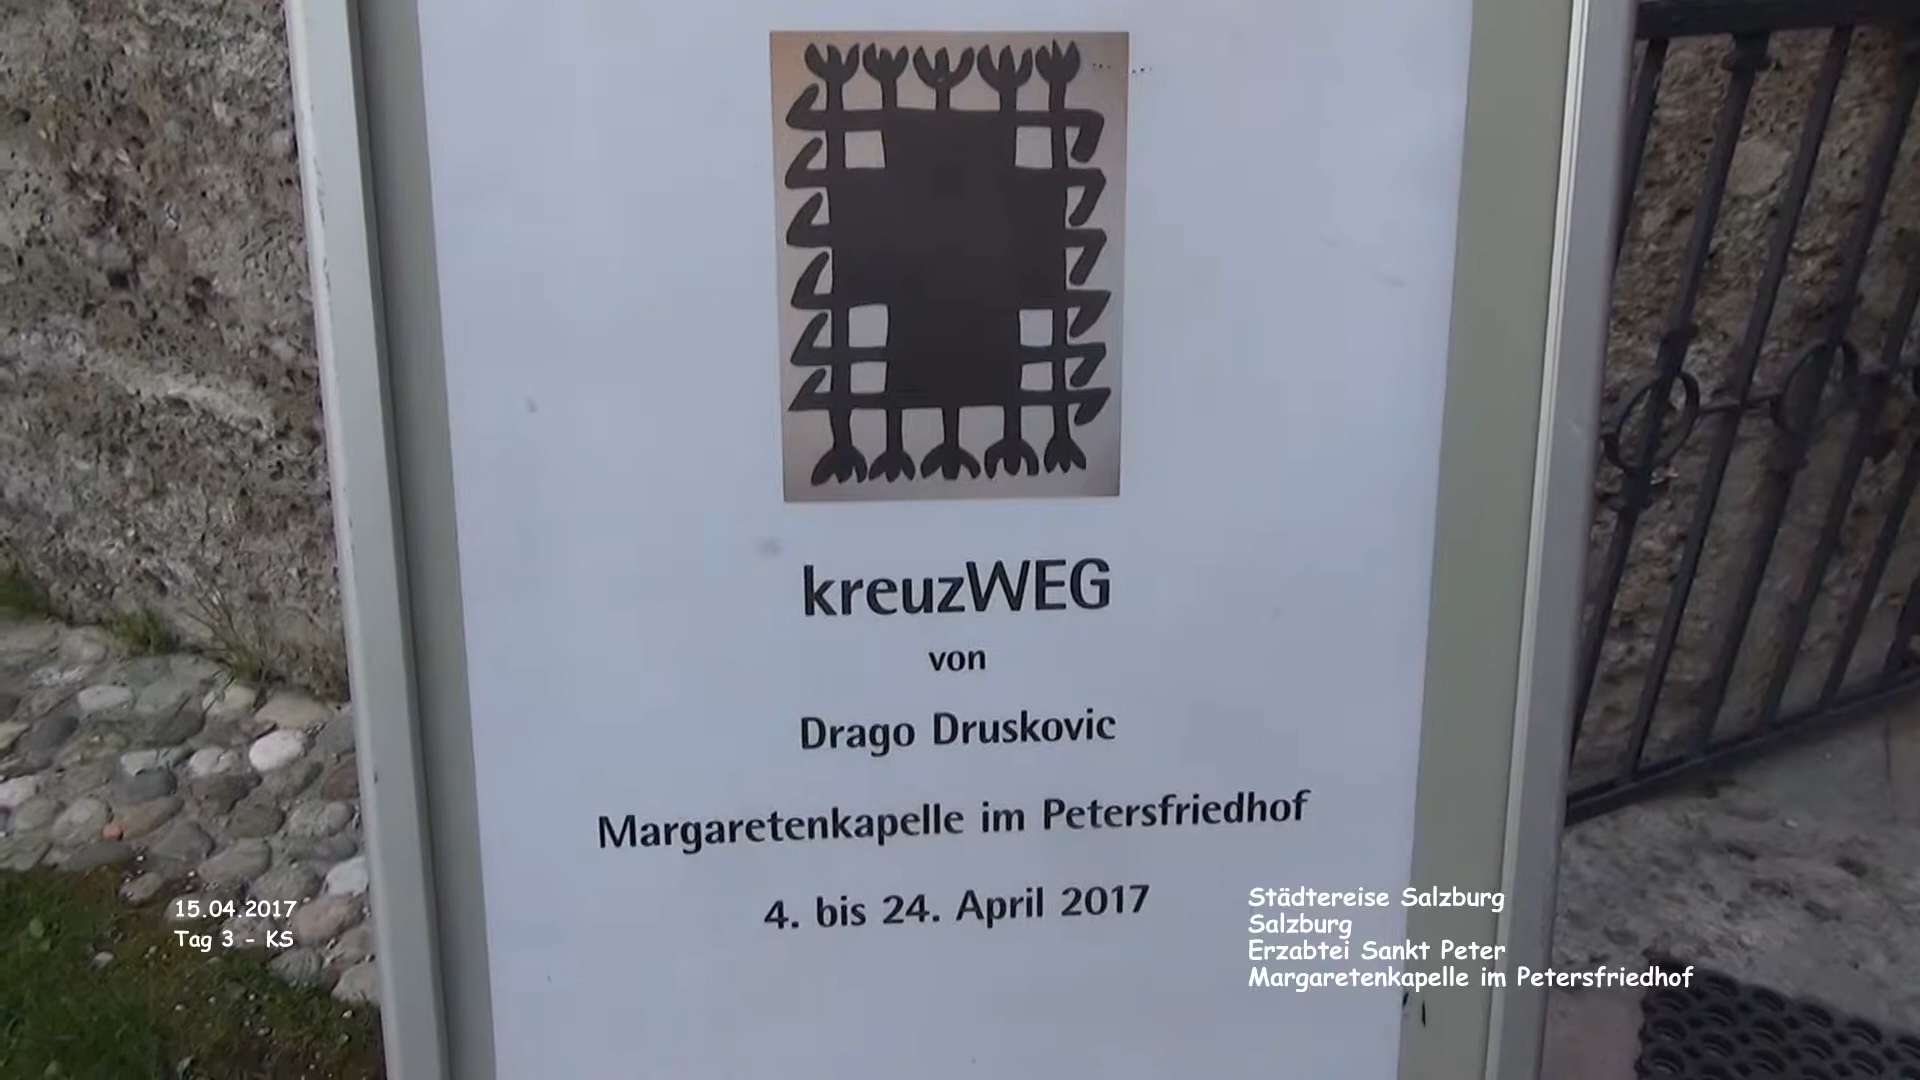 kreuzWEG
von
Drago Druskovic
Margaretenkapelle im Petersfriedhof
4. bis 24. April 2017
15.04.2017
Tag 3 - KS
Städtereise Salzburg
Salzburg
Erzabtei Sankt Peter
Margaretenkapelle im Petersfriedhof